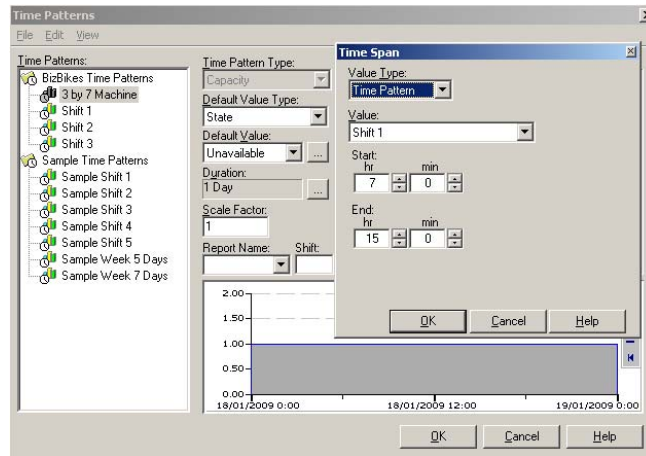 Time Patterns
File Edit View
Time Patterns:
BizBikes Time Patterns
3 by 7 Machine
Shift 1
Shift 2
Shift 3
Sample Time Patterns
Sample Shift 1
Sample Shift 2
Sample Shift 3
Sample Shift 4
Sample Shift 5
Sample Week 5 Days
Sample Week 7 Days
Time Pattern Type:
Capacity
Default Value Type:
State
Default Value:
Unavailable ...
Duration:
1 Day ...
Scale Factor:
1
Report Name: Shift:
2.00
1.50
1.00
0.50
0.00
18/01/2009 0:00 18/01/2009 12:00 19/01/2009 0:00
OK Cancel Help
Time Span
Value Type:
Time Pattern
Value:
Shift 1
Start:
hr min
7 0
End:
hr min
15 0
OK Cancel Help